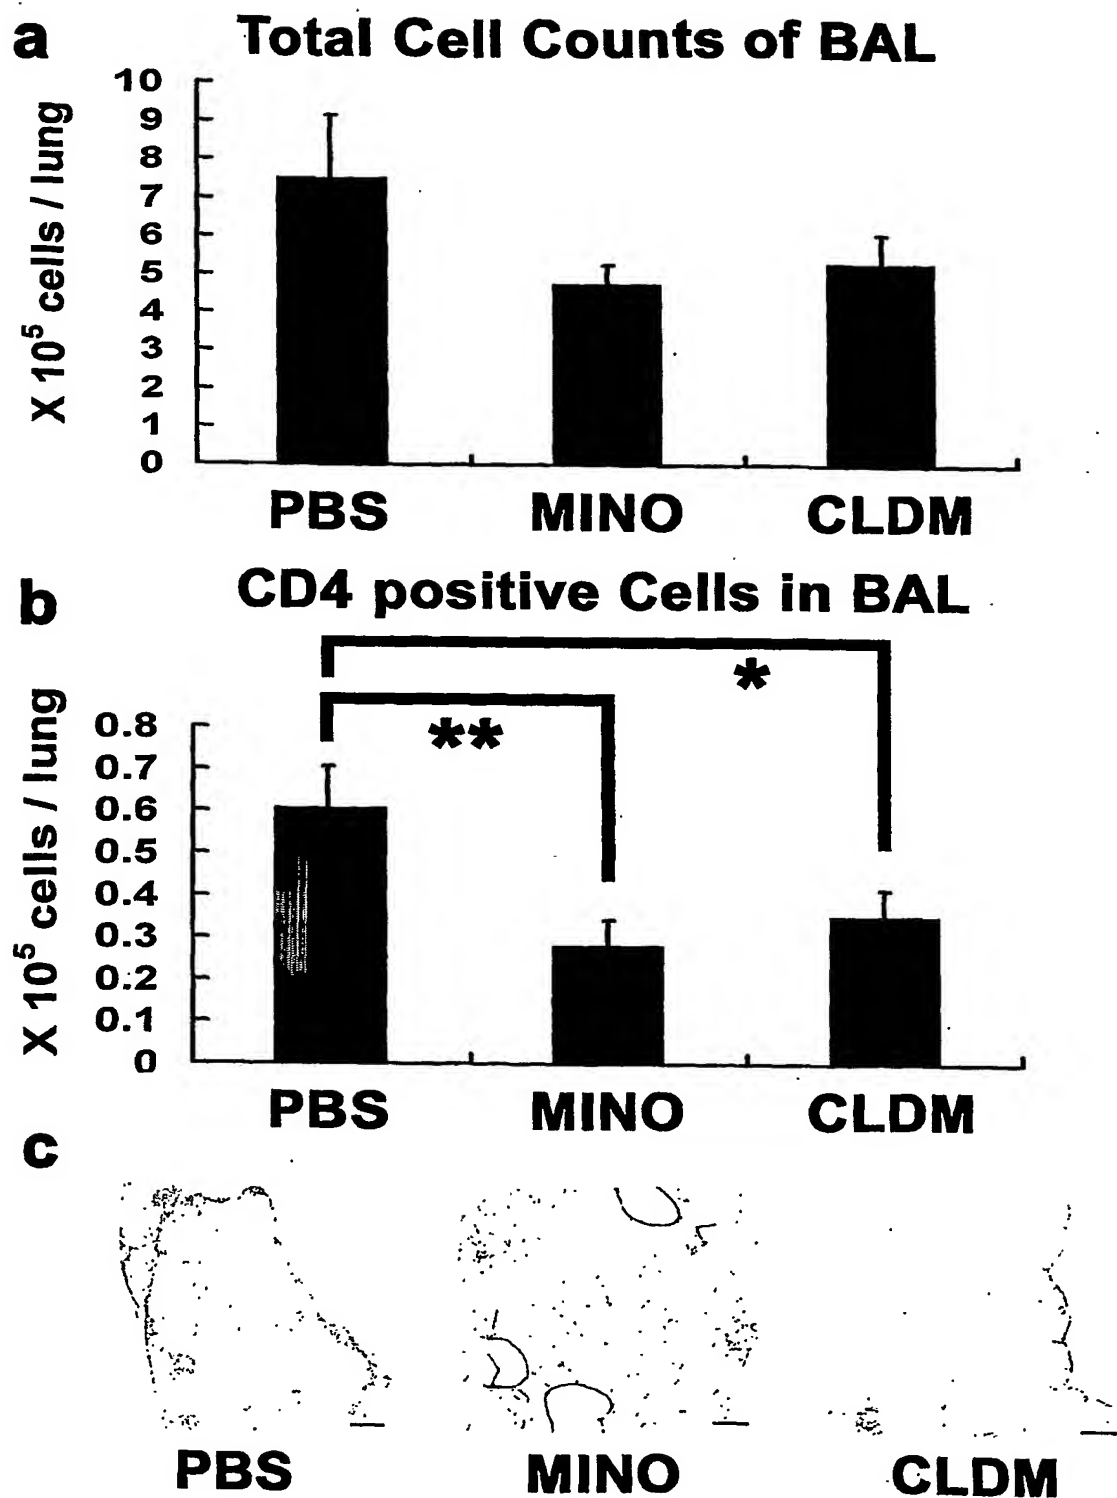 a
Total Cell Counts of BAL
X 10⁵ cells / lung
10
9
8
7
6
5
4
3
2
1
0
PBS MINO CLDM
b
CD4 positive Cells in BAL
*
**
X 10⁵ cells / lung
0.8
0.7
0.6
0.5
0.4
0.3
0.2
0.1
0
PBS MINO CLDM
c
PBS MINO CLDM